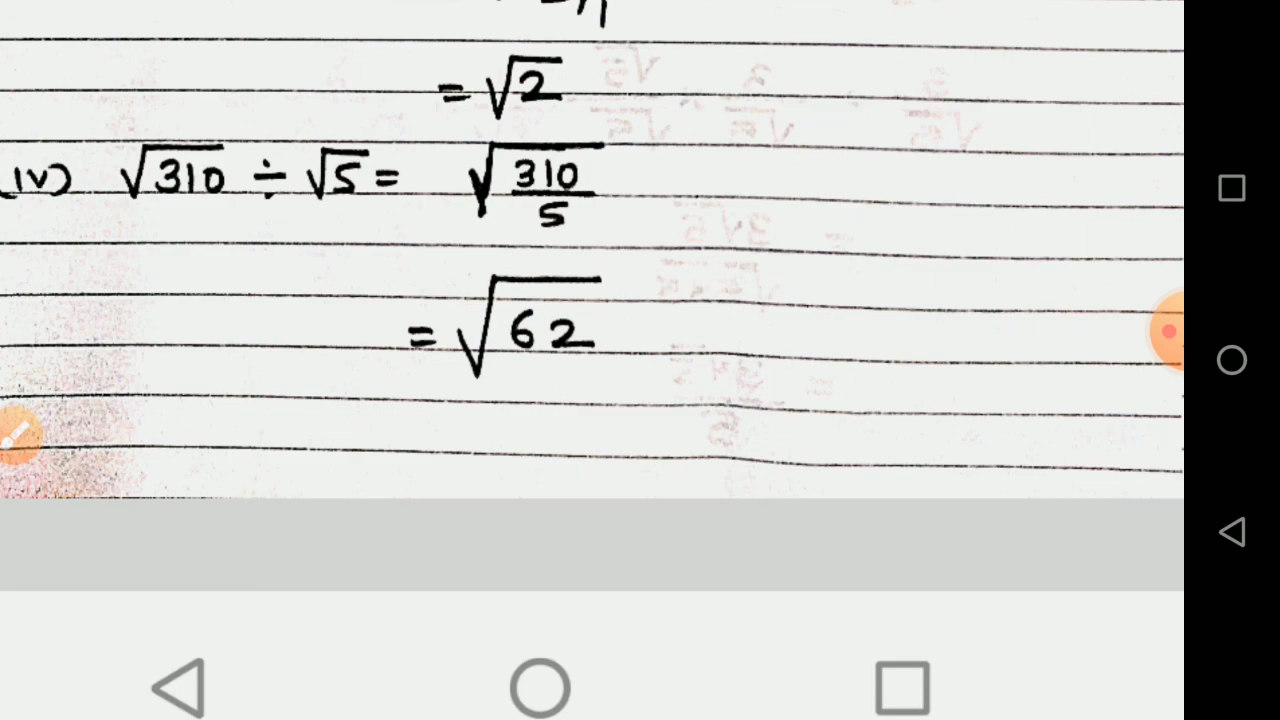 = √2
(iv) √310 ÷ √5 = √310/5
= √62